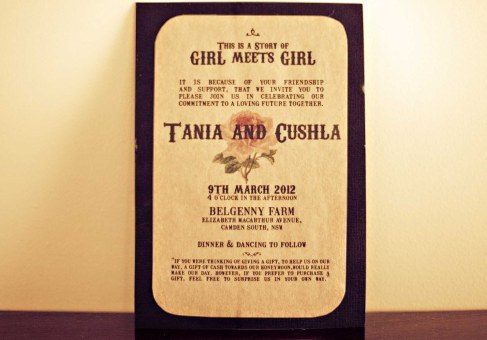 This is a Story of
GIRL MEETS GIRL
IT IS BECAUSE OF YOUR FRIENDSHIP
AND SUPPORT, THAT WE INVITE YOU TO
PLEASE JOIN US IN CELEBRATING OUR
COMMITMENT TO A LOVING FUTURE TOGETHER.
Tania and Cushla
9TH MARCH 2012
4 O CLOCK IN THE AFTERNOON
BELGENNY FARM
ELIZABETH MACARTHUR AVENUE,
CAMDEN SOUTH, NSW
DINNER & DANCING TO FOLLOW
"IF YOU WERE THINKING OF GIVING A GIFT, TO HELP US ON OUR
WAY, A GIFT OF CASH TOWARDS OUR HONEYMOON, WOULD REALLY
MAKE OUR DAY. HOWEVER, IF YOU PREFER TO PURCHASE A
GIFT, FEEL FREE TO SURPRISE US IN YOUR OWN WAY.